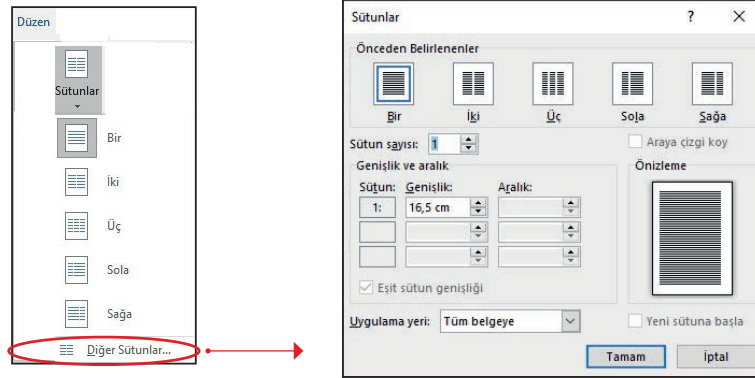 Düzen
Sütunlar
Bir
İki
Üç
Sola
Sağa
Diğer Sütunlar...
Sütunlar ? X
Önceden Belirlenenler
Bir İki Üç Sola Sağa
Sütun sayısı: 1 Araya çizgi koy
Genişlik ve aralık Önizleme
Sütun: Genişlik: Aralık:
1: 16,5 cm
Eşit sütun genişliği
Uygulama yeri: Tüm belgeye Yeni sütuna başla
Tamam İptal